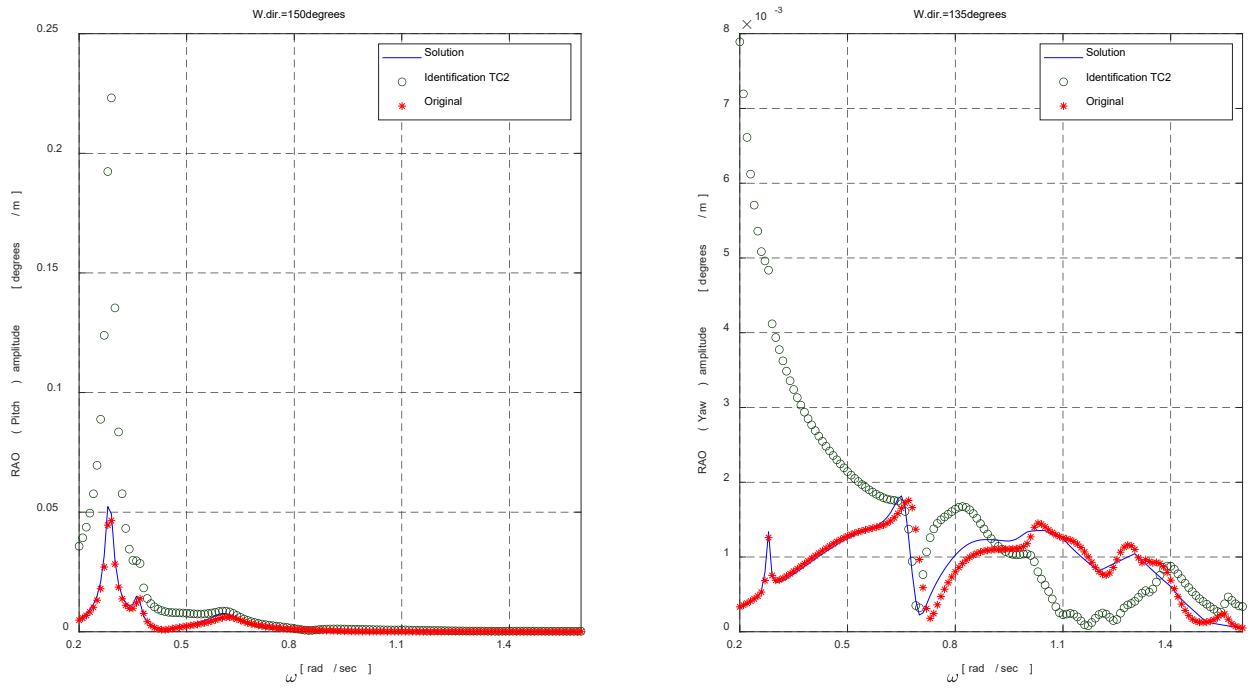 W.dir.=150degrees
0.25
0.2
0.15
0.1
0.05
0
0.2
0.5
0.8
1.1
1.4
RAO ( Pitch ) amplitude [ degrees /m ]
ω [ rad /sec ]
Solution
Identification TC2
Original
W.dir.=135degrees
× 10 -3
8
7
6
5
4
3
2
1
0
0.2
0.5
0.8
1.1
1.4
RAO ( Yaw ) amplitude [ degrees /m ]
ω [ rad /sec ]
Solution
Identification TC2
Original